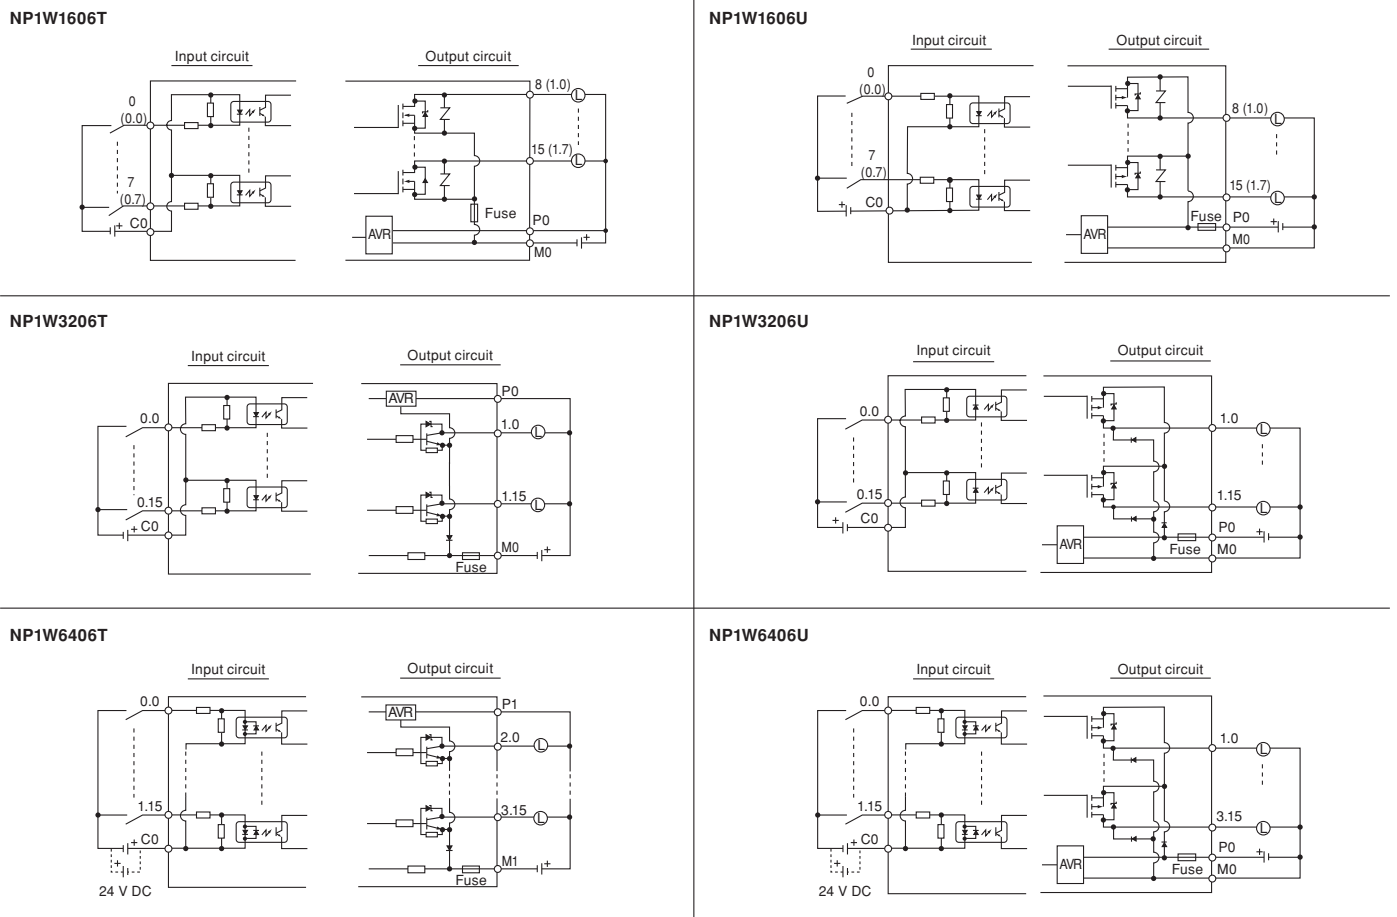 NP1W1606T
Input circuit
Output circuit
0
(0.0)
7
(0.7)
+ C0
8 (1.0)
L
15 (1.7)
L
Fuse
AVR
P0
+
M0
NP1W1606U
Input circuit
Output circuit
0
(0.0)
7
(0.7)
+ C0
8 (1.0)
L
15 (1.7)
L
Fuse
P0
+
AVR
M0
NP1W3206T
Input circuit
Output circuit
0.0
0.15
+ C0
AVR
P0
1.0
L
1.15
L
M0
+
Fuse
NP1W3206U
Input circuit
Output circuit
0.0
0.15
+ C0
1.0
L
1.15
L
P0
+
AVR
Fuse
M0
NP1W6406T
Input circuit
Output circuit
0.0
1.15
+ C0
+
24 V DC
AVR
P1
2.0
L
3.15
L
M1
+
Fuse
NP1W6406U
Input circuit
Output circuit
0.0
1.15
+ C0
+
24 V DC
1.0
L
3.15
L
P0
+
AVR
Fuse
M0